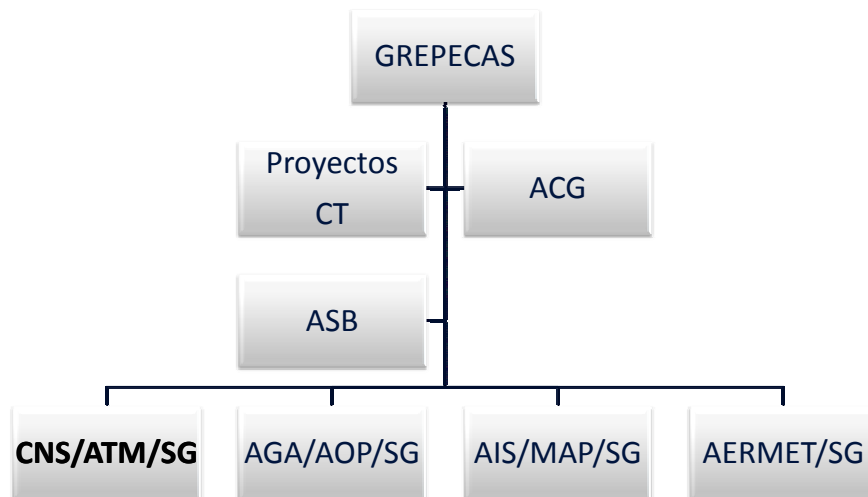 GREPECAS
Proyectos
CT
ACG
ASB
CNS/ATM/SG
AGA/AOP/SG
AIS/MAP/SG
AERMET/SG